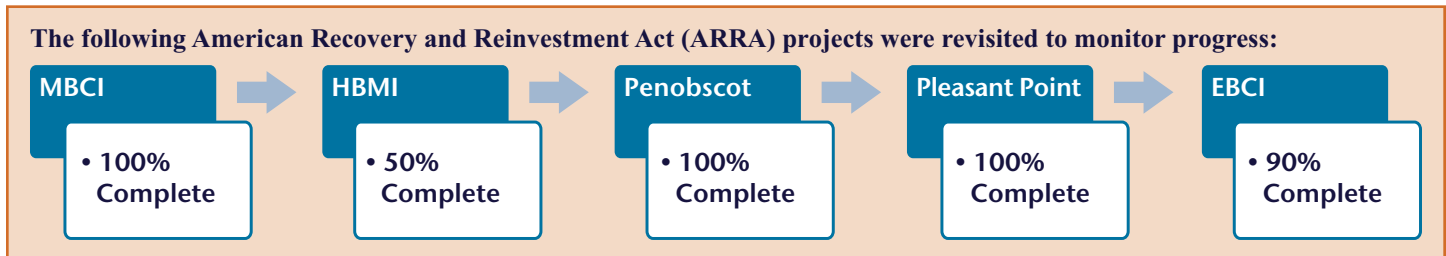 The following American Recovery and Reinvestment Act (ARRA) projects were revisited to monitor progress:
MBCI
• 100%
Complete
HBMI
• 50%
Complete
Penobscot
• 100%
Complete
Pleasant Point
• 100%
Complete
EBCI
• 90%
Complete